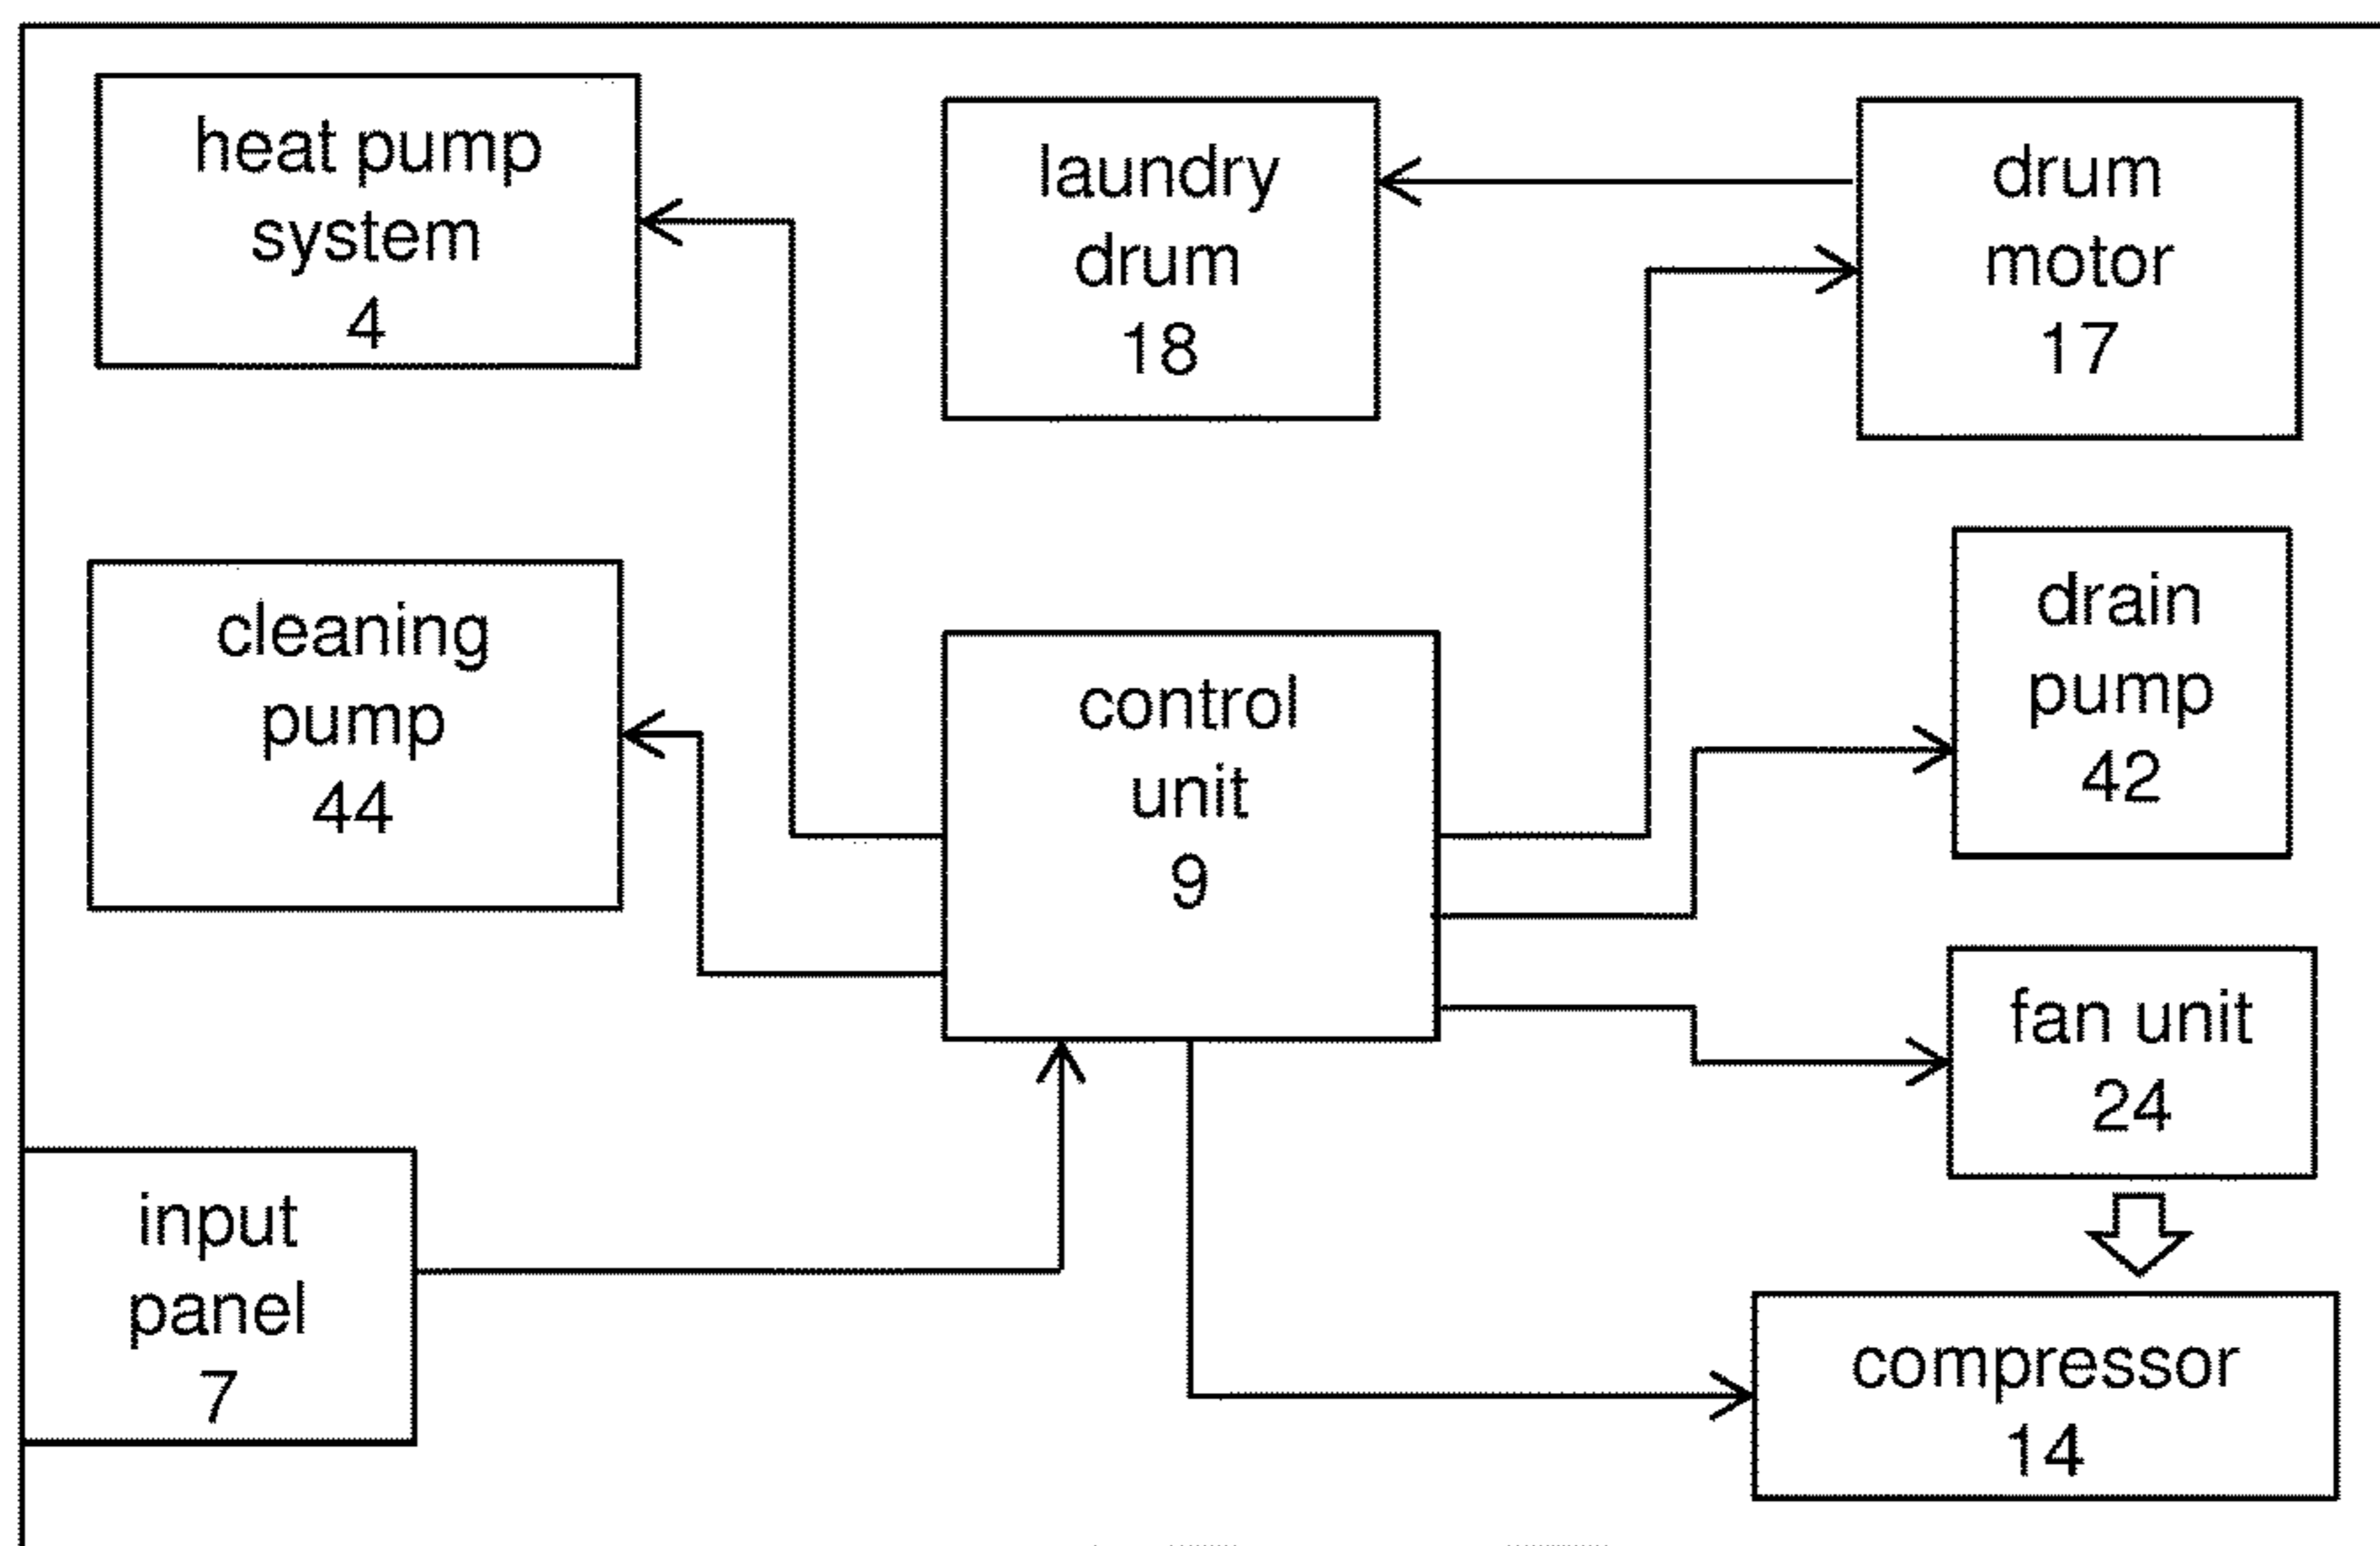 heat pump
system
4
laundry
drum
18
drum
motor
17
cleaning
pump
44
control
unit
9
drain
pump
42
fan unit
24
input
panel
7
compressor
14